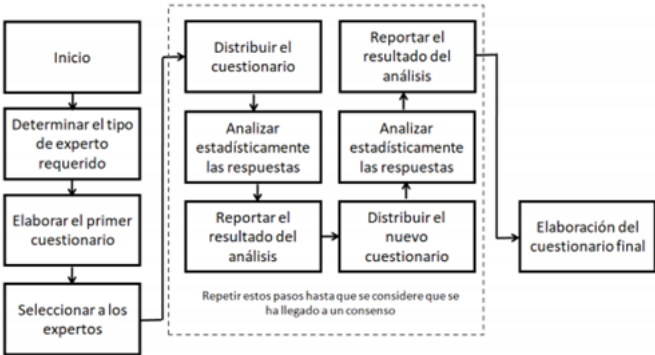 Inicio
Determinar el tipo
de experto
requerido
Elaborar el primer
cuestionario
Seleccionar a los
expertos
Distribuir el
cuestionario
Analizar
estadísticamente
las respuestas
Reportar el
resultado del
análisis
Distribuir el
nuevo
cuestionario
Analizar
estadísticamente
las respuestas
Reportar el
resultado del
análisis
Repetir estos pasos hasta que se considere que se
ha llegado a un consenso
Elaboración del
cuestionario final